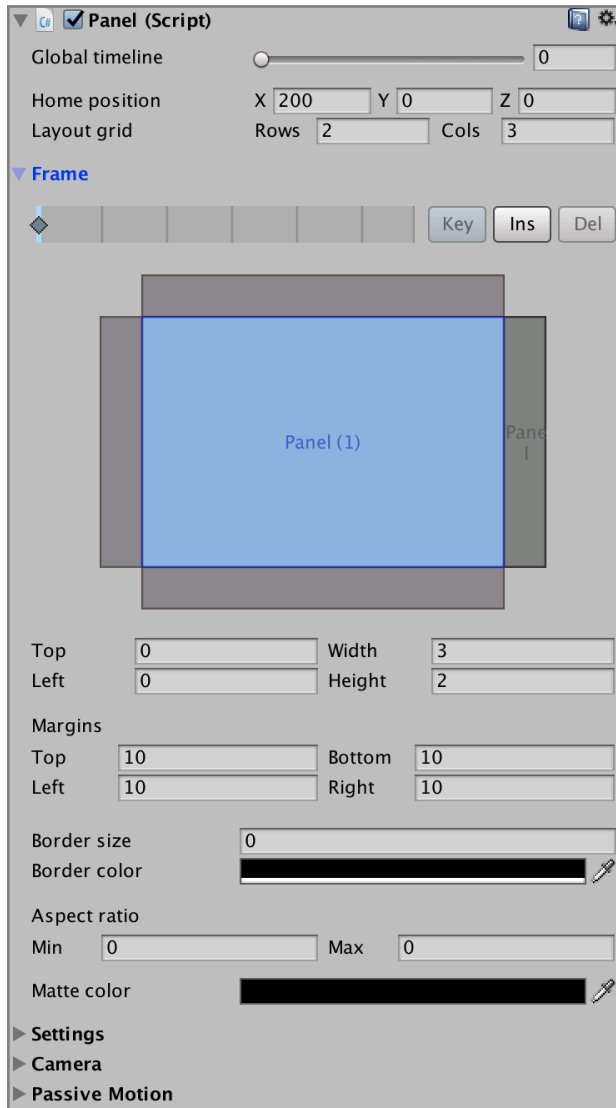 C# Panel (Script)
Global timeline 0
Home position X 200 Y 0 Z 0
Layout grid Rows 2 Cols 3
Frame
Key Ins Del
Panel (1)
Pane
l
Top 0 Width 3
Left 0 Height 2
Margins
Top 10 Bottom 10
Left 10 Right 10
Border size 0
Border color
Aspect ratio
Min 0 Max 0
Matte color
Settings
Camera
Passive Motion